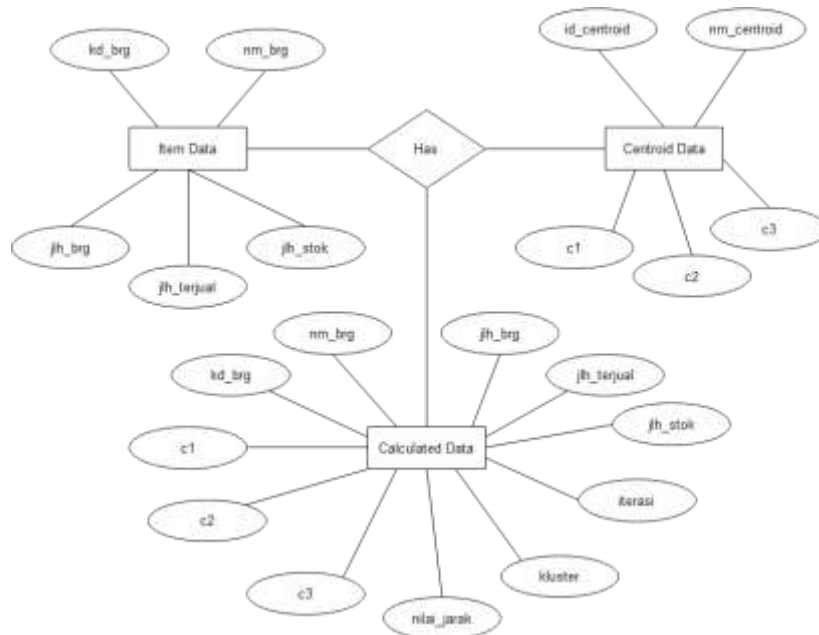 kd_brg
nm_brg
id_centroid
nm_centroid
Item Data
Has
Centroid Data
jlh_brg
jlh_stok
jlh_terjual
c1
c2
c3
nm_brg
jlh_brg
kd_brg
jlh_terjual
c1
Calculated Data
jlh_stok
c2
iterasi
c3
kluster
nilai_jarak